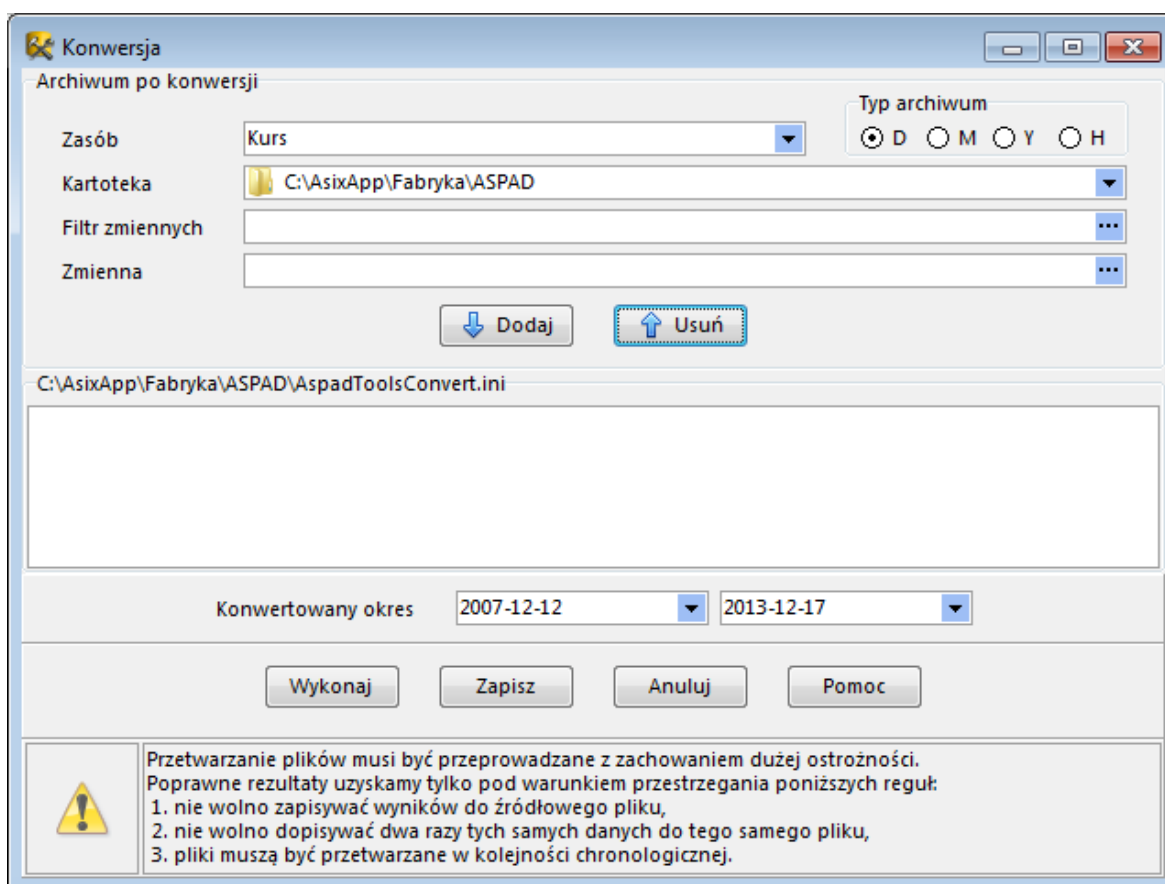 Konwersja
Archiwum po konwersji
Typ archiwum
Zasób Kurs D M Y H
Kartoteka C:\AsixApp\Fabryka\ASPAD
Filtr zmiennych ...
Zmienna ...
Dodaj Usuń
C:\AsixApp\Fabryka\ASPAD\AspadToolsConvert.ini
Konwertowany okres 2007-12-12 2013-12-17
Wykonaj Zapisz Anuluj Pomoc
Przetwarzanie plików musi być przeprowadzane z zachowaniem dużej ostrożności.
Poprawne rezultaty uzyskamy tylko pod warunkiem przestrzegania poniższych reguł:
1. nie wolno zapisywać wyników do źródłowego pliku,
2. nie wolno dopisywać dwa razy tych samych danych do tego samego pliku,
3. pliki muszą być przetwarzane w kolejności chronologicznej.